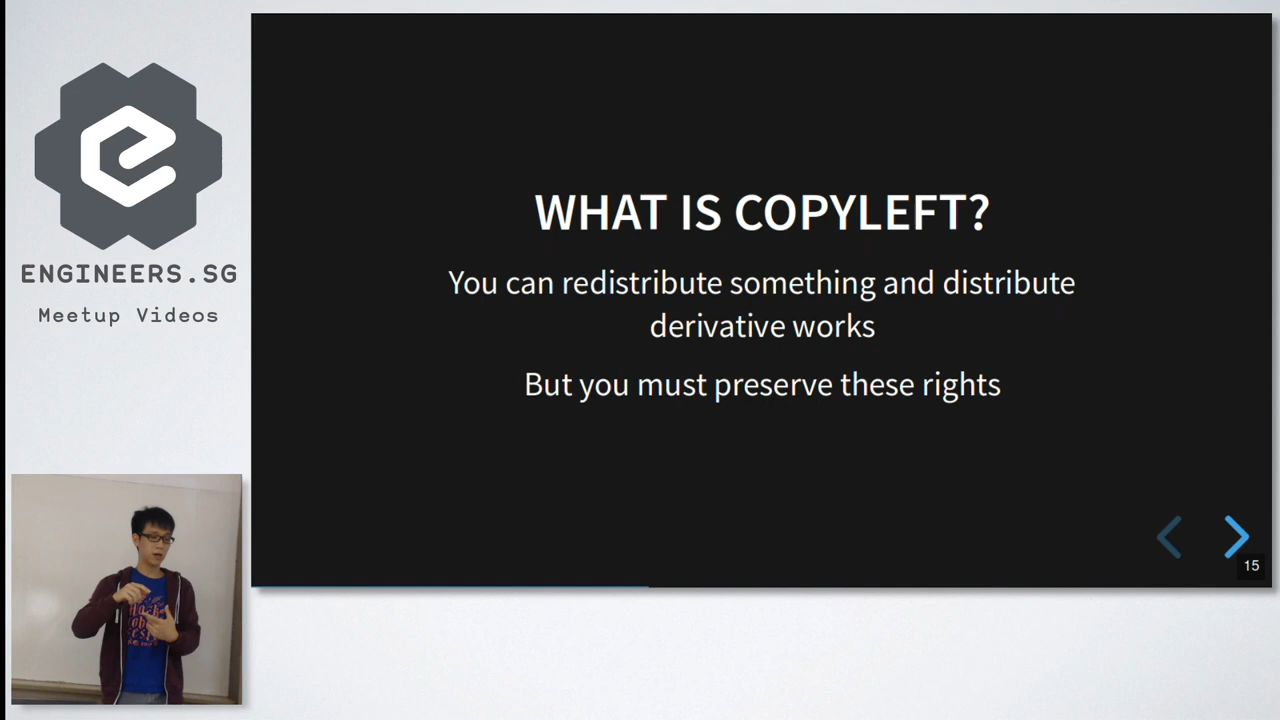 ENGINEERS.SG
Meetup Videos
WHAT IS COPYLEFT?
You can redistribute something and distribute
derivative works
But you must preserve these rights
15